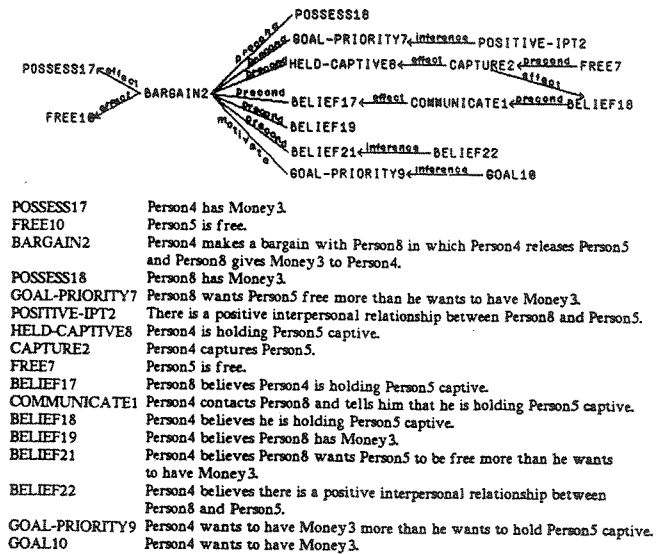 POSSESS18
precond
GOAL-PRIORITY7 inference POSITIVE-IPT2
precond
POSSESS17 effect
precond HELD-CAPTIVE8 effect CAPTURE2 precond FREE7
effect
BARGAIN2 precond BELIEF17 effect COMMUNICATE1 precond BELIEF18
FREE10 effect
precond BELIEF19
precond BELIEF21 inference BELIEF22
motivate GOAL-PRIORITY9 inference GOAL10
POSSESS17 Person4 has Money3.
FREE10 Person5 is free.
BARGAIN2 Person4 makes a bargain with Person8 in which Person4 releases Person5
and Person8 gives Money3 to Person4.
POSSESS18 Person8 has Money3.
GOAL-PRIORITY7 Person8 wants Person5 free more than he wants to have Money3.
POSITIVE-IPT2 There is a positive interpersonal relationship between Person8 and Person5.
HELD-CAPTIVE8 Person4 is holding Person5 captive.
CAPTURE2 Person4 captures Person5.
FREE7 Person5 is free.
BELIEF17 Person8 believes Person4 is holding Person5 captive.
COMMUNICATE1 Person4 contacts Person8 and tells him that he is holding Person5 captive.
BELIEF18 Person4 believes he is holding Person5 captive.
BELIEF19 Person4 believes Person8 has Money3.
BELIEF21 Person4 believes Person8 wants Person5 to be free more than he wants
to have Money3.
BELIEF22 Person4 believes there is a positive interpersonal relationship between
Person8 and Person5.
GOAL-PRIORITY9 Person4 wants to have Money3 more than he wants to hold Person5 captive.
GOAL10 Person4 wants to have Money3.